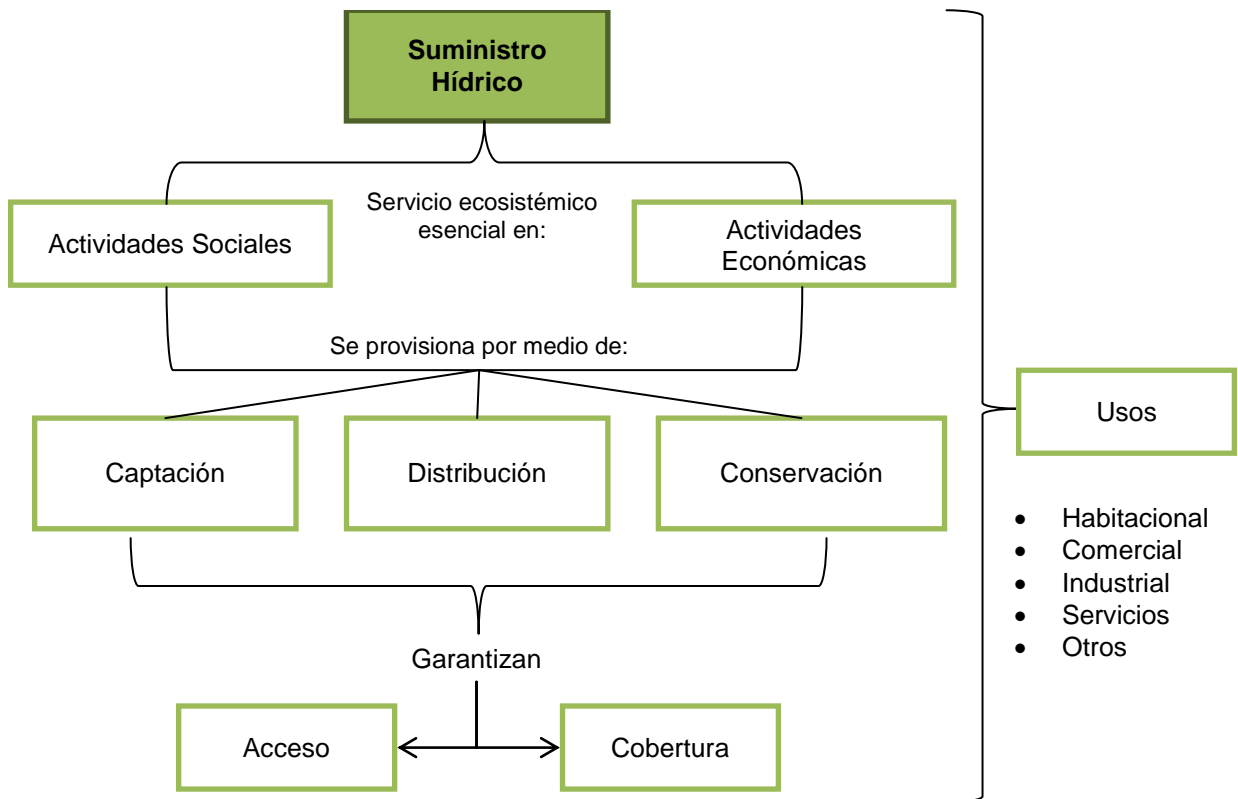 Suministro
Hídrico
Servicio ecosistémico
esencial en:
Actividades Sociales
Actividades
Económicas
Se provisiona por medio de:
Captación
Distribución
Conservación
Garantizan
Acceso
Cobertura
Usos
• Habitacional
• Comercial
• Industrial
• Servicios
• Otros